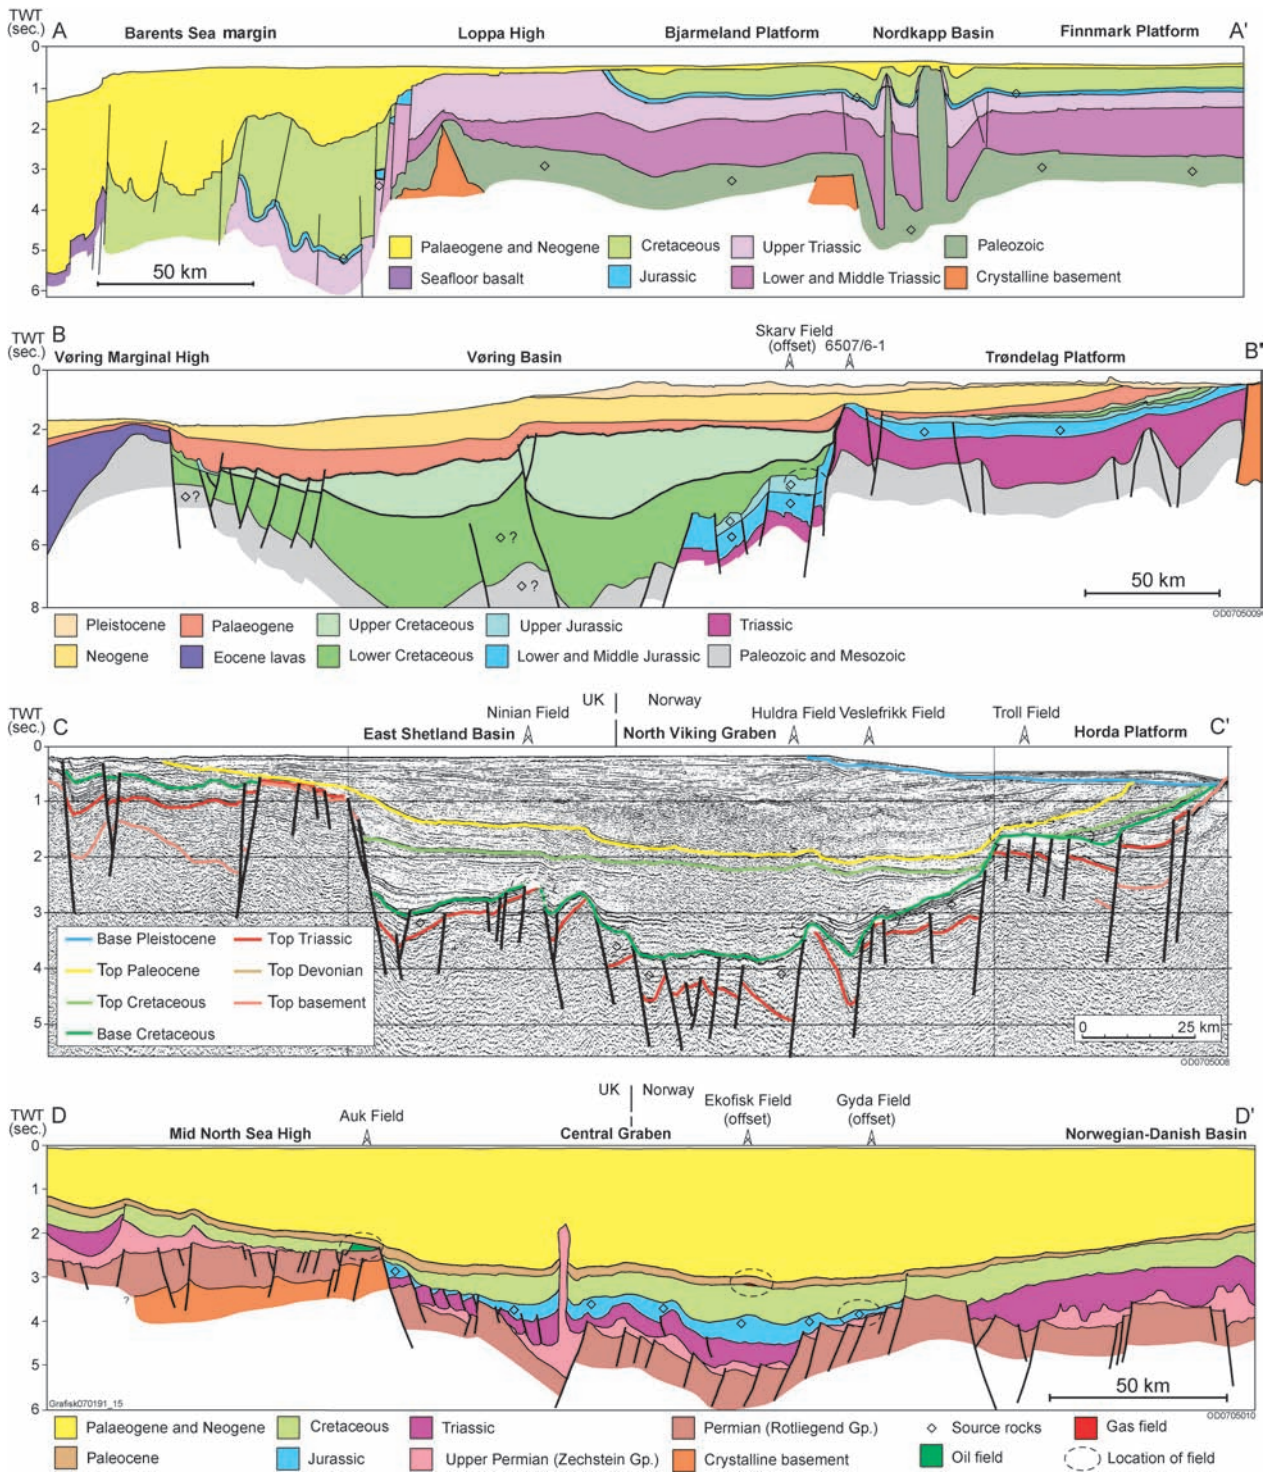 TWT
(sec.)
A
Barents Sea margin
Loppa High
Bjarmeland Platform
Nordkapp Basin
Finnmark Platform
A'
0
1
2
3
4
5
6
50 km
Palaeogene and Neogene
Cretaceous
Upper Triassic
Paleozoic
Seafloor basalt
Jurassic
Lower and Middle Triassic
Crystalline basement
TWT
(sec.)
B
Vøring Marginal High
Vøring Basin
Skarv Field
(offset)
6507/6-1
Trøndelag Platform
B'
0
2
4
6
8
?
?
?
50 km
OD0705009
Pleistocene
Palaeogene
Upper Cretaceous
Upper Jurassic
Triassic
Neogene
Eocene lavas
Lower Cretaceous
Lower and Middle Jurassic
Paleozoic and Mesozoic
UK
Norway
TWT
(sec.)
C
East Shetland Basin
Ninian Field
North Viking Graben
Huldra Field
Veslefrikk Field
Troll Field
Horda Platform
C'
0
1
2
3
4
5
Base Pleistocene
Top Triassic
Top Paleocene
Top Devonian
Top Cretaceous
Top basement
Base Cretaceous
0
25 km
OD0705008
UK
Norway
TWT
(sec.)
D
Mid North Sea High
Auk Field
Central Graben
Ekofisk Field
(offset)
Gyda Field
(offset)
Norwegian-Danish Basin
D'
0
1
2
3
4
5
6
?
50 km
Grafisk070191_15
OD0705010
Palaeogene and Neogene
Cretaceous
Triassic
Permian (Rotliegend Gp.)
Source rocks
Gas field
Paleocene
Jurassic
Upper Permian (Zechstein Gp.)
Crystalline basement
Oil field
Location of field